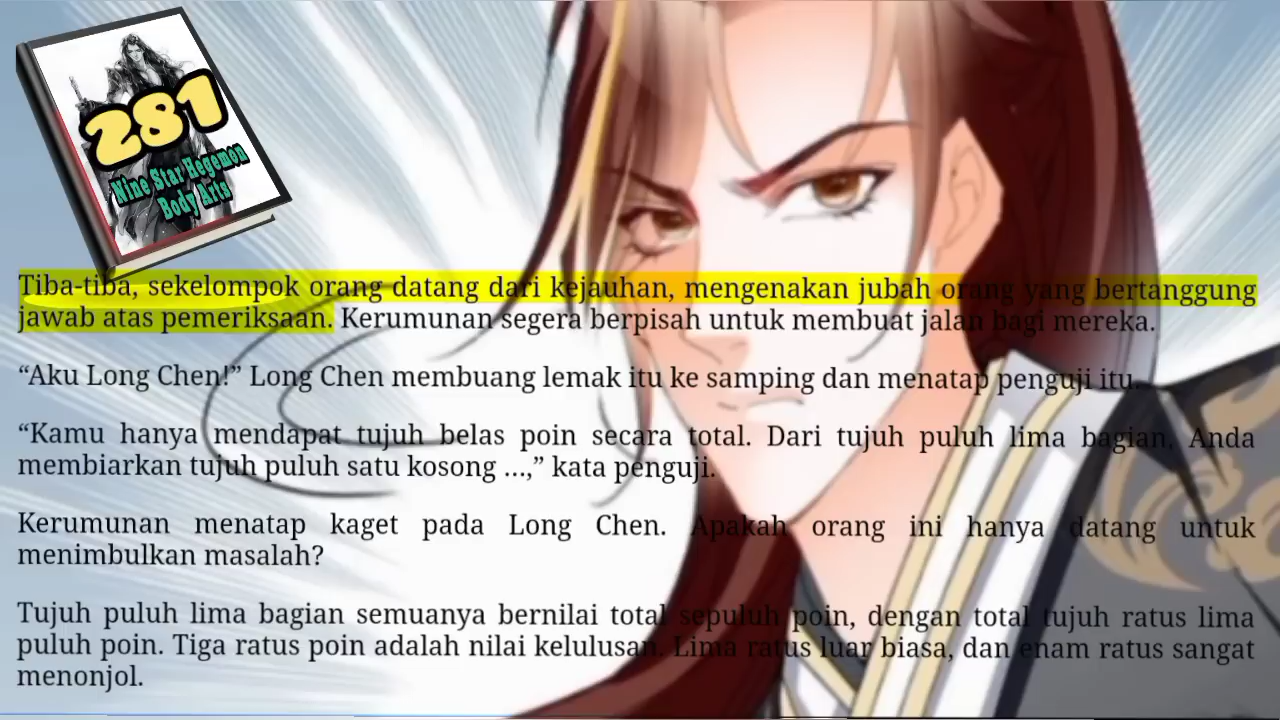 281
Nine Star Hegemon
Body Arts
Tiba-tiba, sekelompok orang datang dari kejauhan, mengenakan jubah orang yang bertanggung
jawab atas pemeriksaan. Kerumunan segera berpisah untuk membuat jalan bagi mereka.
“Aku Long Chen!” Long Chen membuang lemak itu ke samping dan menatap penguji itu.
“Kamu hanya mendapat tujuh belas poin secara total. Dari tujuh puluh lima bagian, Anda
membiarkan tujuh puluh satu kosong ...,” kata penguji.
Kerumunan menatap kaget pada Long Chen. Apakah orang ini hanya datang untuk
menimbulkan masalah?
Tujuh puluh lima bagian semuanya bernilai total sepuluh poin, dengan total tujuh ratus lima
puluh poin. Tiga ratus poin adalah nilai kelulusan. Lima ratus luar biasa, dan enam ratus sangat
menonjol.